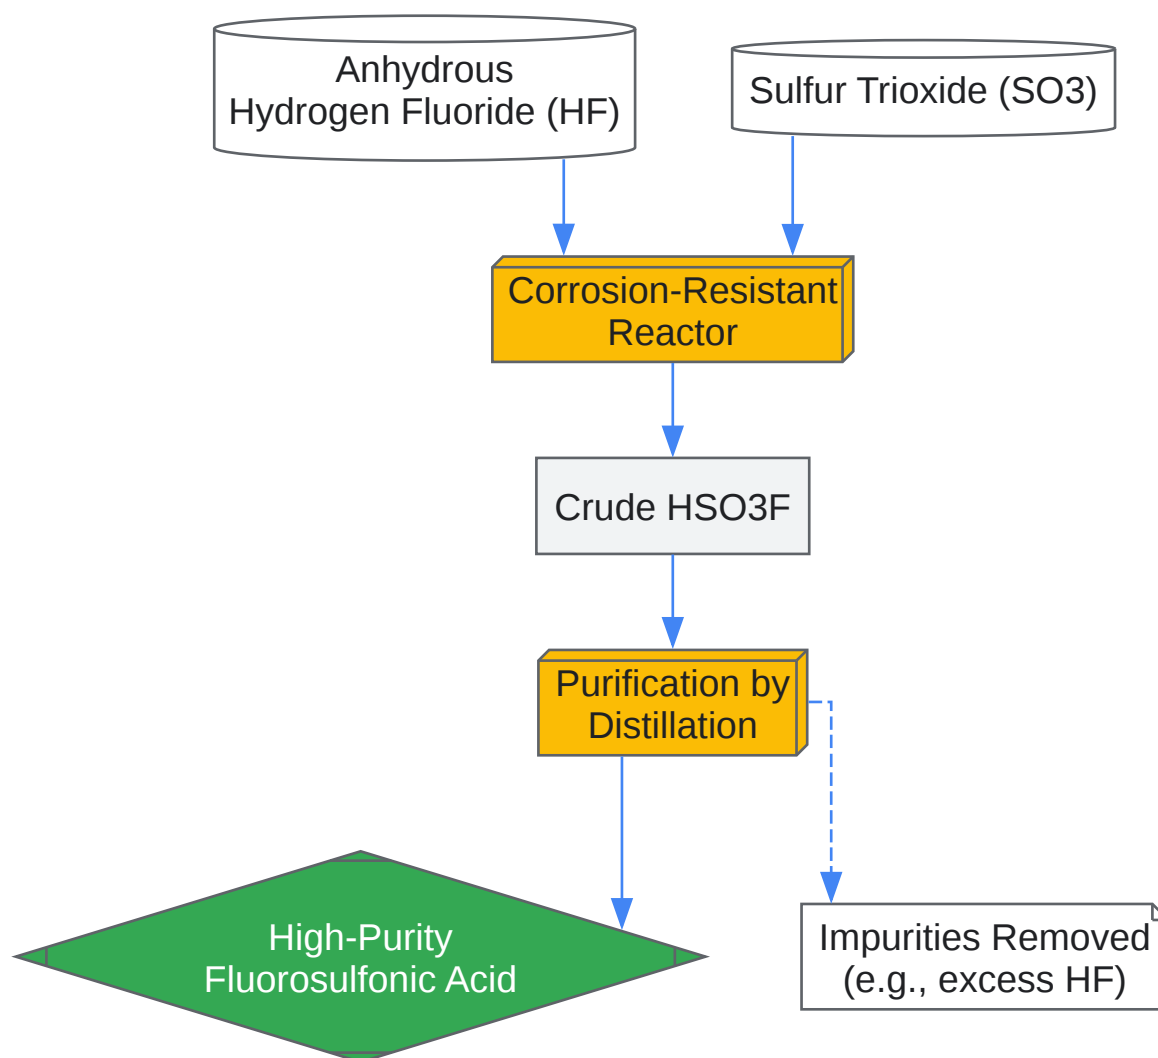 Anhydrous
Hydrogen Fluoride (HF)
Sulfur Trioxide (SO3)
Corrosion-Resistant
Reactor
Crude HSO3F
Purification by
Distillation
High-Purity
Fluorosulfonic Acid
Impurities Removed
(e.g., excess HF)